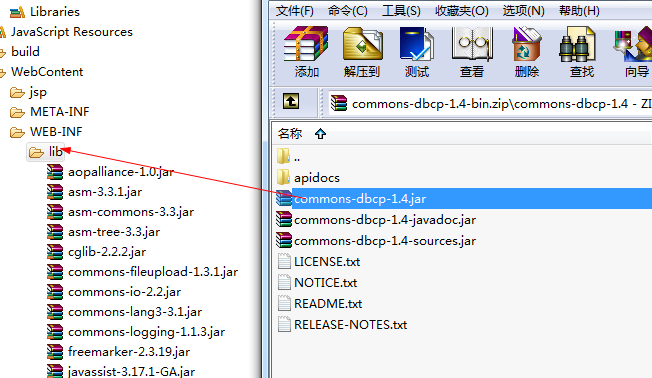 Libraries
JavaScript Resources
build
WebContent
jsp
META-INF
WEB-INF
lib
aopalliance-1.0.jar
asm-3.3.1.jar
asm-commons-3.3.jar
asm-tree-3.3.jar
cglib-2.2.2.jar
commons-fileupload-1.3.1.jar
commons-io-2.2.jar
commons-lang3-3.1.jar
commons-logging-1.1.3.jar
freemarker-2.3.19.jar
javassist-3.17.1-GA.jar
文件(F) 命令(C) 工具(S) 收藏夹(O) 选项(N) 帮助(H)
添加 解压到 测试 查看 删除 查找 向导
commons-dbcp-1.4-bin.zip\commons-dbcp-1.4 - ZI
名称
..
apidocs
commons-dbcp-1.4.jar
commons-dbcp-1.4-javadoc.jar
commons-dbcp-1.4-sources.jar
LICENSE.txt
NOTICE.txt
README.txt
RELEASE-NOTES.txt